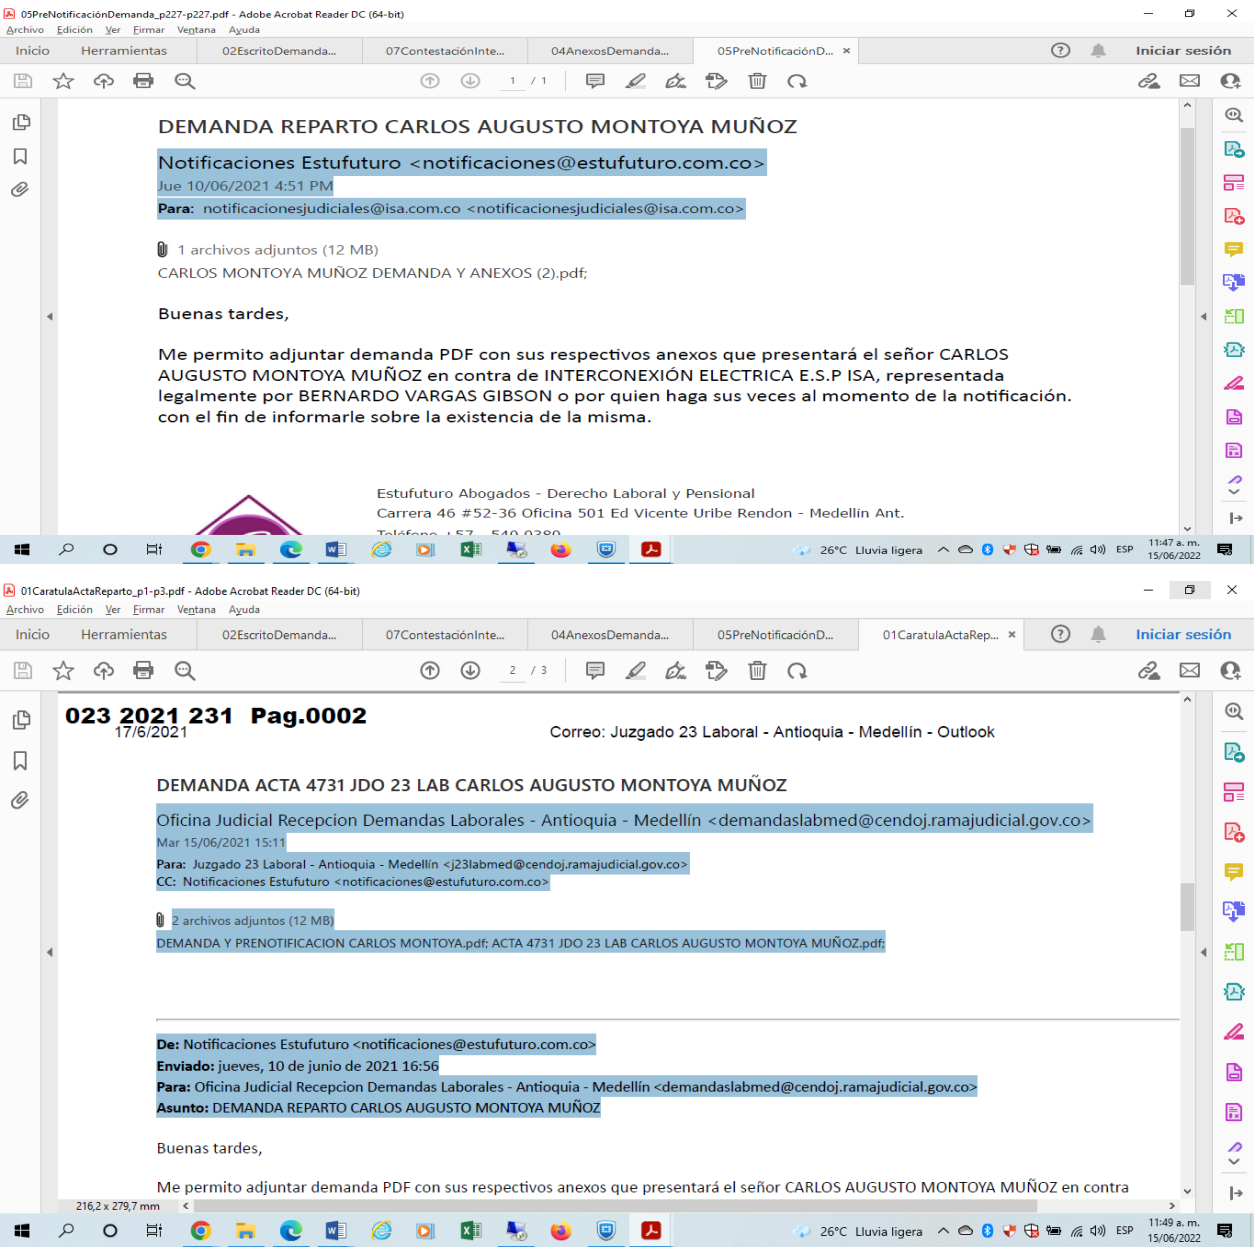 05PreNotificaciónDemanda_p227-p227.pdf - Adobe Acrobat Reader DC (64-bit)
Archivo Edición Ver Eirmar Ventana Ayuda
Inicio Herramientas 02EscritoDemanda... 07ContestaciónInte... 04AnexosDemanda... 05PreNotificaciónD... × Iniciar sesión
1 / 1
DEMANDA REPARTO CARLOS AUGUSTO MONTOYA MUÑOZ
Notificaciones Estufuturo <notificaciones@estufuturo.com.co>
Jue 10/06/2021 4:51 PM
Para: notificacionesjudiciales@isa.com.co <notificacionesjudiciales@isa.com.co>
1 archivos adjuntos (12 MB)
CARLOS MONTOYA MUÑOZ DEMANDA Y ANEXOS (2).pdf;
Buenas tardes,
Me permito adjuntar demanda PDF con sus respectivos anexos que presentará el señor CARLOS
AUGUSTO MONTOYA MUÑOZ en contra de INTERCONEXIÓN ELECTRICA E.S.P ISA, representada
legalmente por BERNARDO VARGAS GIBSON o por quien haga sus veces al momento de la notificación.
con el fin de informarle sobre la existencia de la misma.
Estufuturo Abogados - Derecho Laboral y Pensional
Carrera 46 #52-36 Oficina 501 Ed Vicente Uribe Rendon - Medellín Ant.
26°C Lluvia ligera ESP 11:47 a. m.
15/06/2022
01CaratulaActaReparto_p1-p3.pdf - Adobe Acrobat Reader DC (64-bit)
Archivo Edición Ver Eirmar Ventana Ayuda
Inicio Herramientas 02EscritoDemanda... 07ContestaciónInte... 04AnexosDemanda... 05PreNotificaciónD... 01CaratulaActaRep... × Iniciar sesión
2 / 3
023 2021 231 Pag.0002
17/6/2021 Correo: Juzgado 23 Laboral - Antioquia - Medellín - Outlook
DEMANDA ACTA 4731 JDO 23 LAB CARLOS AUGUSTO MONTOYA MUÑOZ
Oficina Judicial Recepcion Demandas Laborales - Antioquia - Medellín <demandaslabmed@cendoj.ramajudicial.gov.co>
Mar 15/06/2021 15:11
Para: Juzgado 23 Laboral - Antioquia - Medellín <j23labmed@cendoj.ramajudicial.gov.co>
CC: Notificaciones Estufuturo <notificaciones@estufuturo.com.co>
2 archivos adjuntos (12 MB)
DEMANDA Y PRENOTIFICACION CARLOS MONTOYA.pdf; ACTA 4731 JDO 23 LAB CARLOS AUGUSTO MONTOYA MUÑOZ.pdf;
De: Notificaciones Estufuturo <notificaciones@estufuturo.com.co>
Enviado: jueves, 10 de junio de 2021 16:56
Para: Oficina Judicial Recepcion Demandas Laborales - Antioquia - Medellín <demandaslabmed@cendoj.ramajudicial.gov.co>
Asunto: DEMANDA REPARTO CARLOS AUGUSTO MONTOYA MUÑOZ
Buenas tardes,
Me permito adjuntar demanda PDF con sus respectivos anexos que presentará el señor CARLOS AUGUSTO MONTOYA MUÑOZ en contra
216,2 x 279,7 mm
26°C Lluvia ligera ESP 11:49 a. m.
15/06/2022